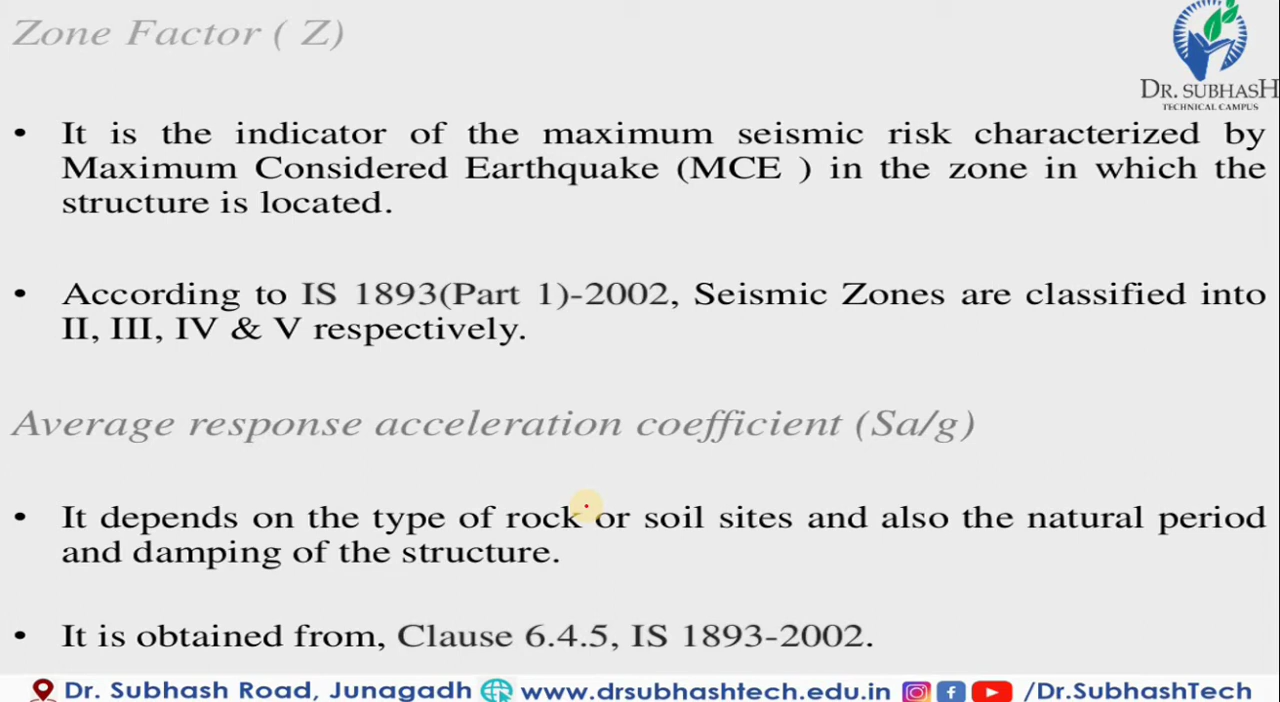 Zone Factor ( Z)
DR. SUBHASH
TECHNICAL CAMPUS
• It is the indicator of the maximum seismic risk characterized by
Maximum Considered Earthquake (MCE ) in the zone in which the
structure is located.
• According to IS 1893(Part 1)-2002, Seismic Zones are classified into
II, III, IV & V respectively.
Average response acceleration coefficient (Sa/g)
• It depends on the type of rock or soil sites and also the natural period
and damping of the structure.
• It is obtained from, Clause 6.4.5, IS 1893-2002.
Dr. Subhash Road, Junagadh www.drsubhashtech.edu.in /Dr.SubhashTech